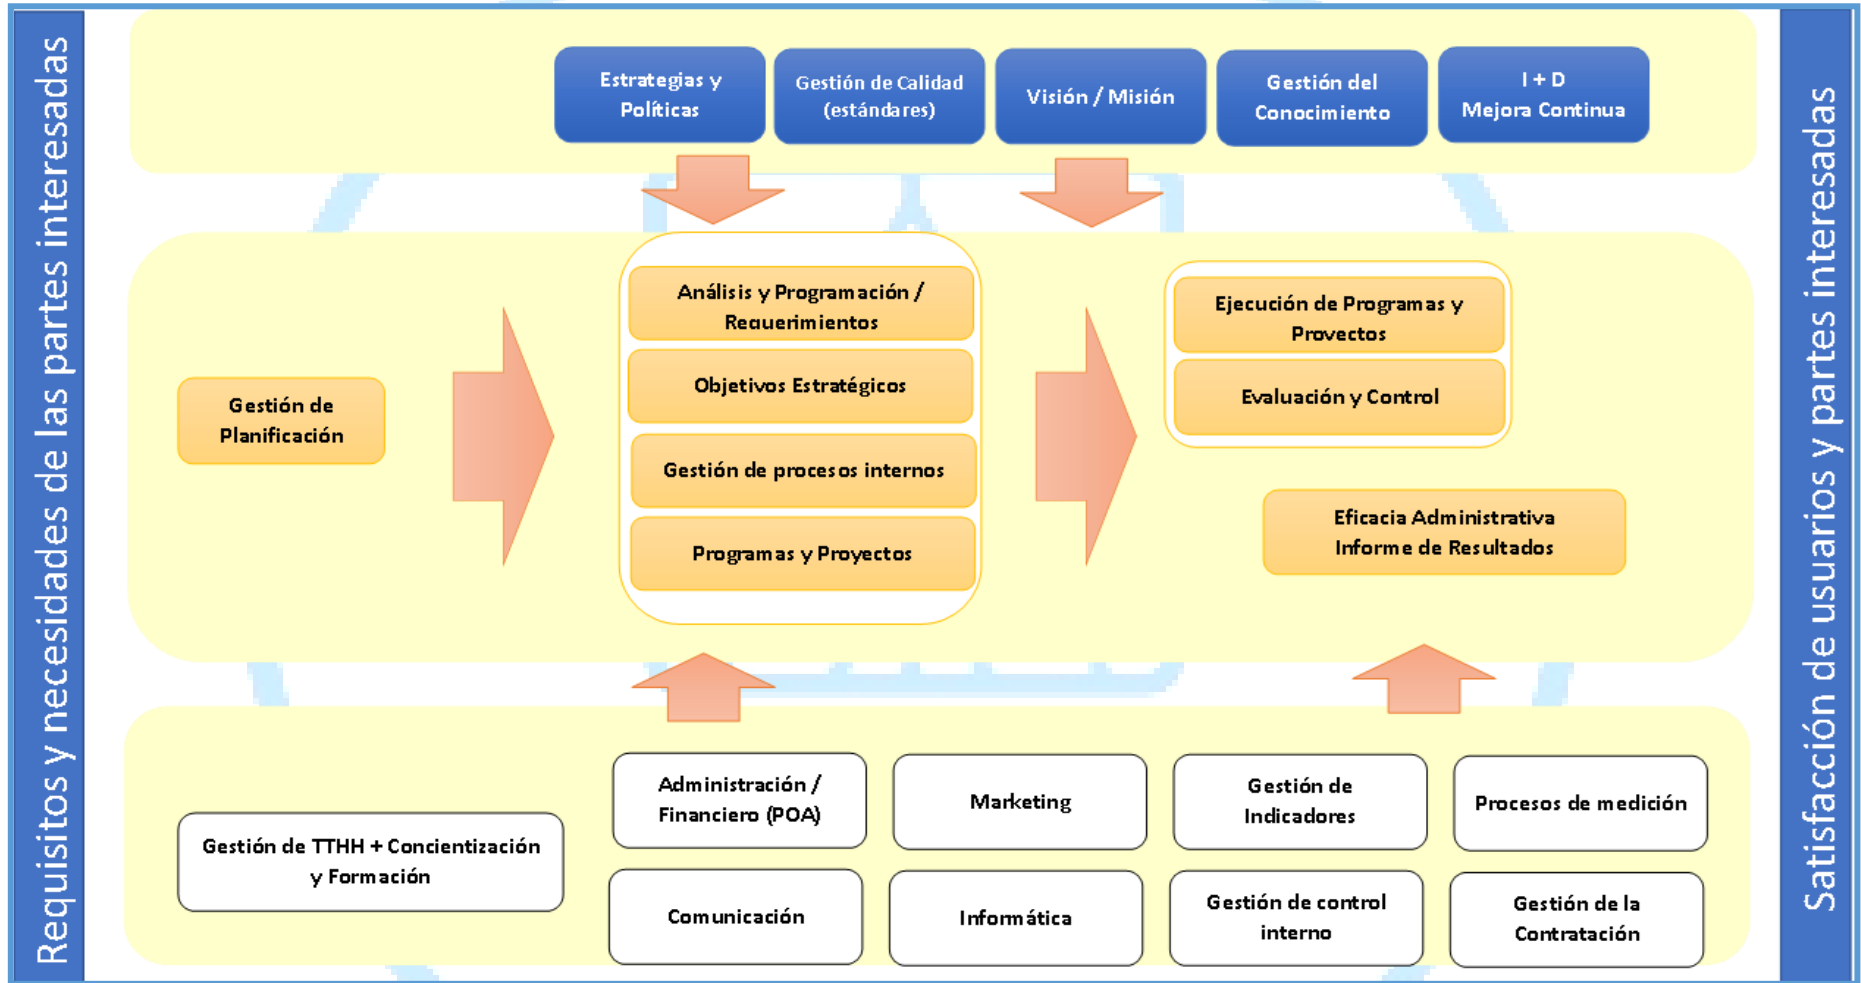 Requisitos y necesidades de las partes interesadas
Estrategias y
Políticas
Gestión de Calidad
(estándares)
Visión / Misión
Gestión del
Conocimiento
I + D
Mejora Continua
Gestión de
Planificación
Análisis y Programación /
Requerimientos
Objetivos Estratégicos
Gestión de procesos internos
Programas y Proyectos
Ejecución de Programas y
Proyectos
Evaluación y Control
Eficacia Administrativa
Informe de Resultados
Gestión de TTHH + Concientización
y Formación
Administración /
Financiero (POA)
Marketing
Gestión de
Indicadores
Procesos de medición
Comunicación
Informática
Gestión de control
interno
Gestión de la
Contratación
Satisfacción de usuarios y partes interesadas